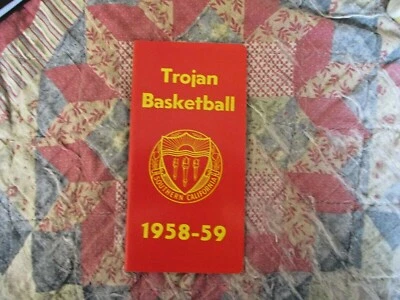 Trojan
Basketball
SOUTHERN CALIFORNIA
1958-59